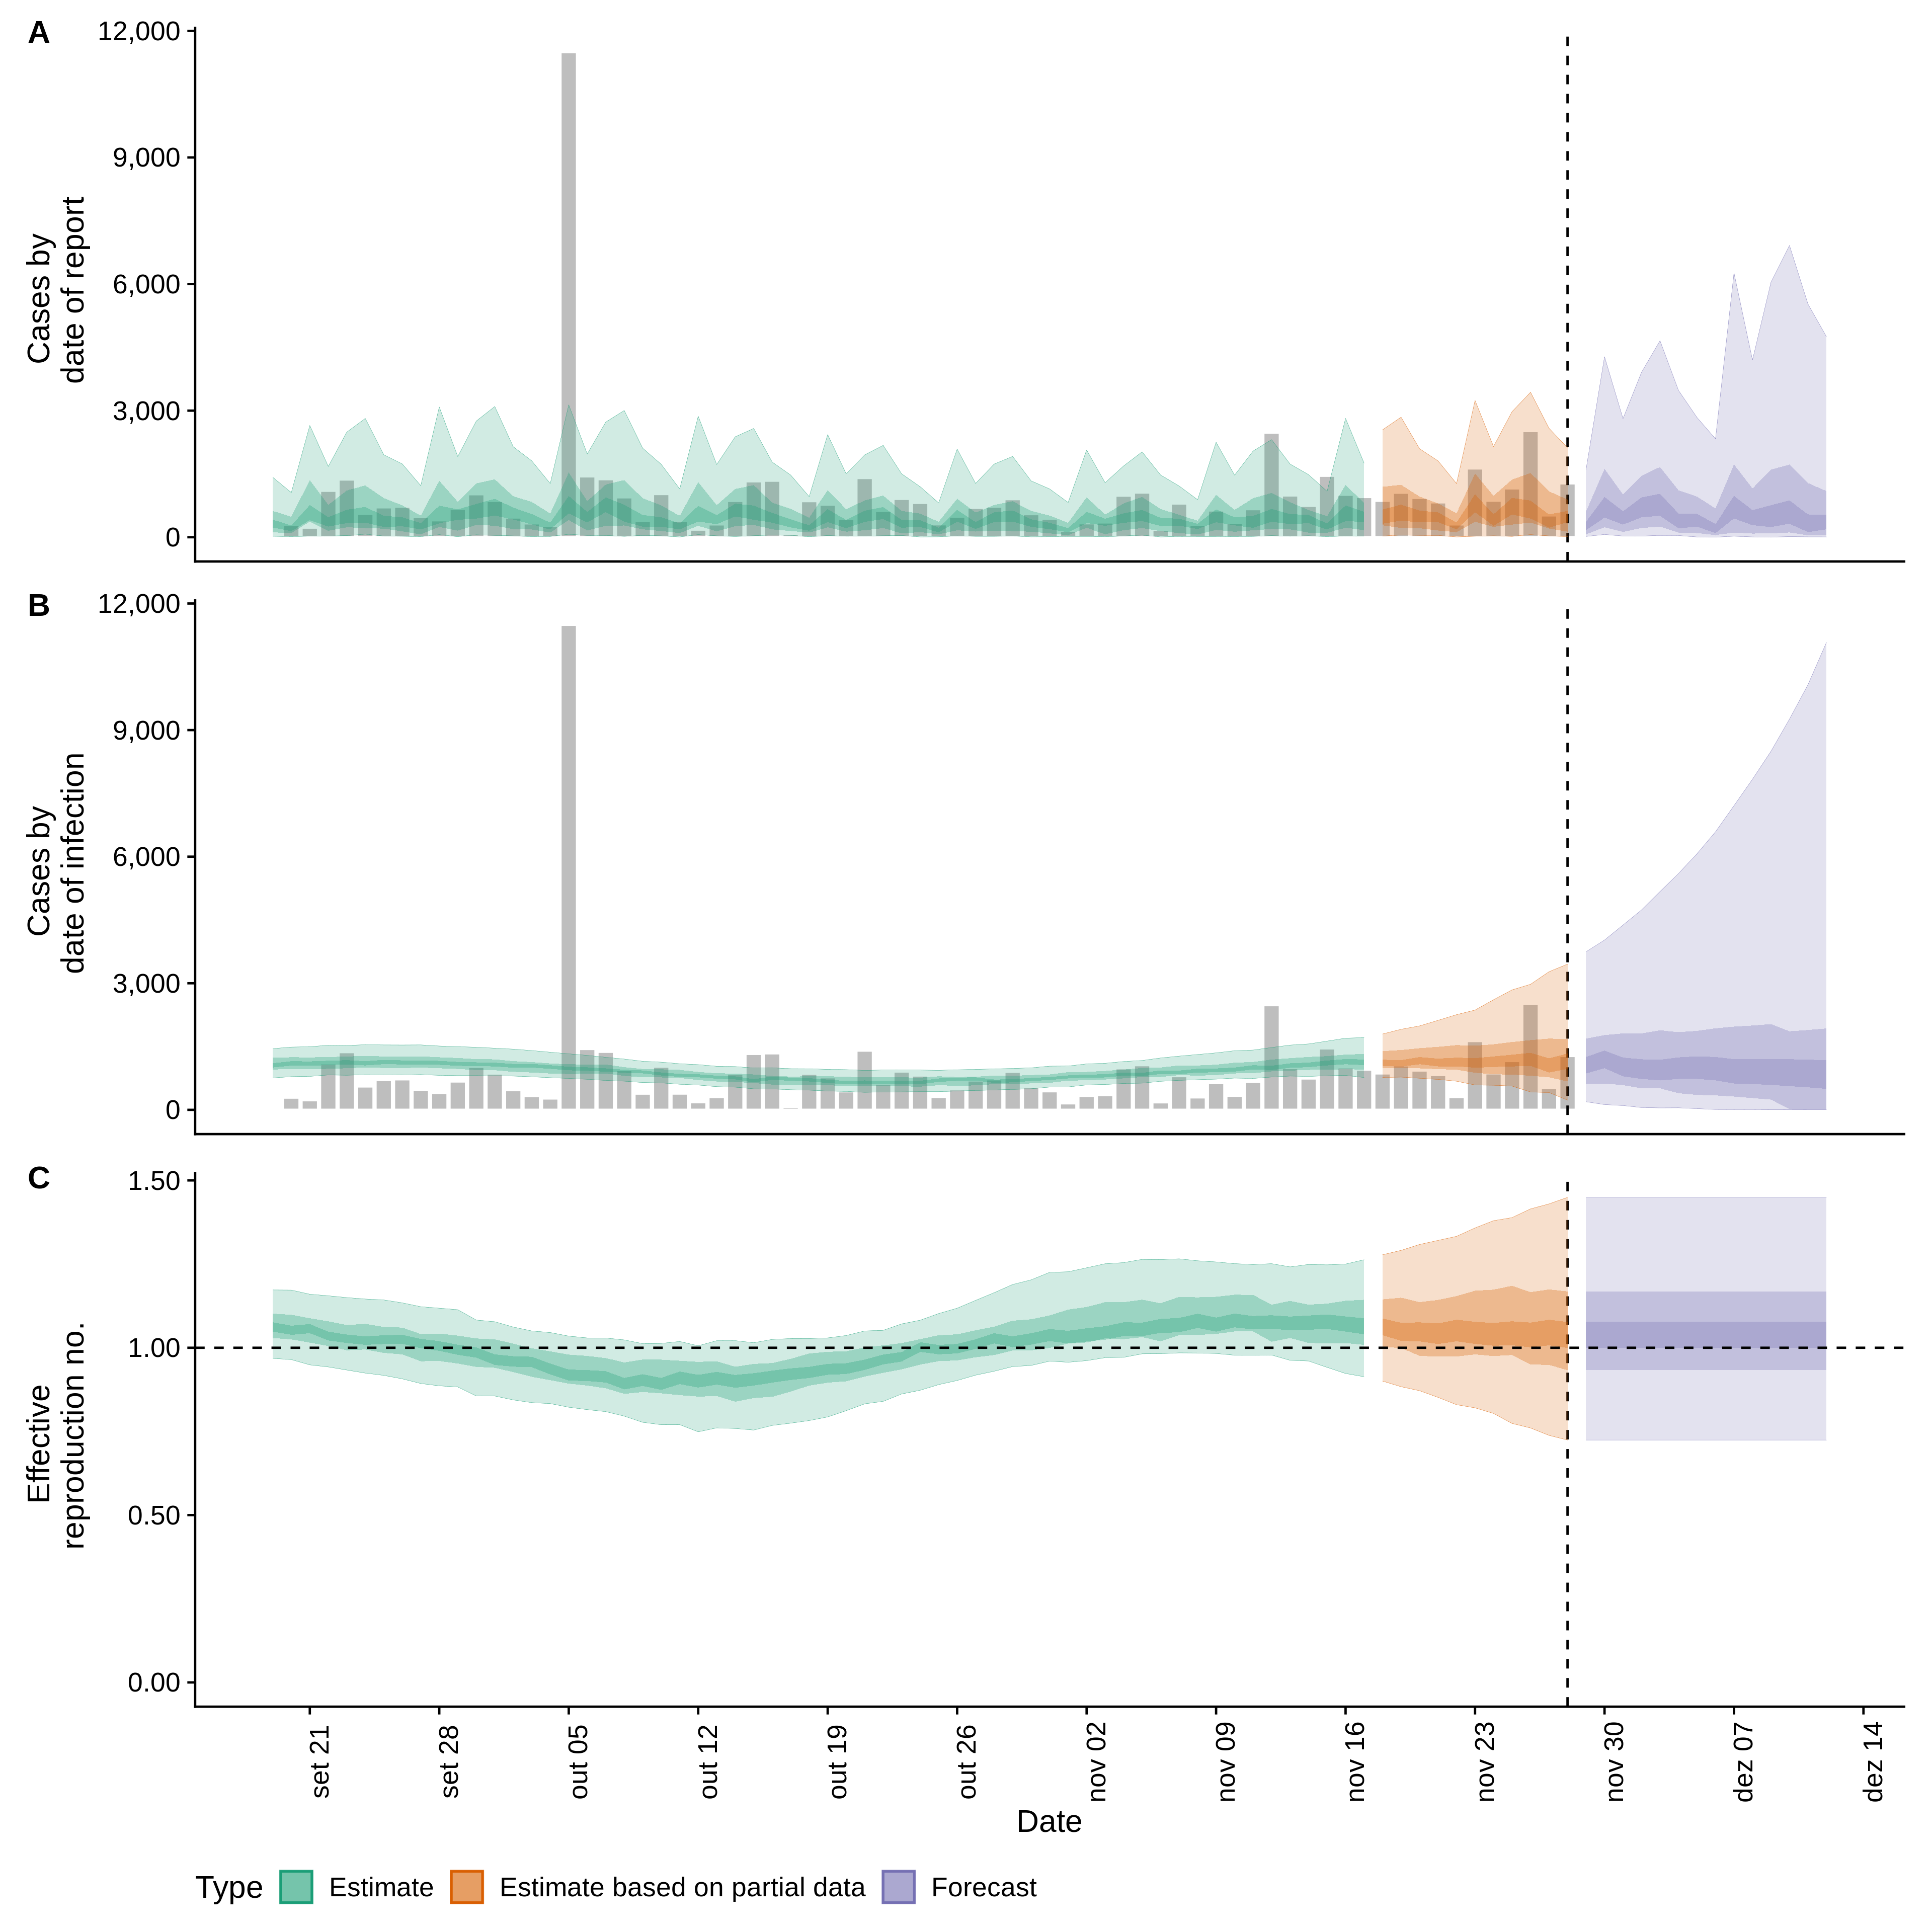 A
12,000
9,000
6,000
3,000
0
Cases by
date of report
B
12,000
9,000
6,000
3,000
0
Cases by
date of infection
C
1.50
1.00
0.50
0.00
Effective
reproduction no.
set 21
set 28
out 05
out 12
out 19
out 26
nov 02
nov 09
nov 16
nov 23
nov 30
dez 07
dez 14
Date
Type Estimate Estimate based on partial data Forecast